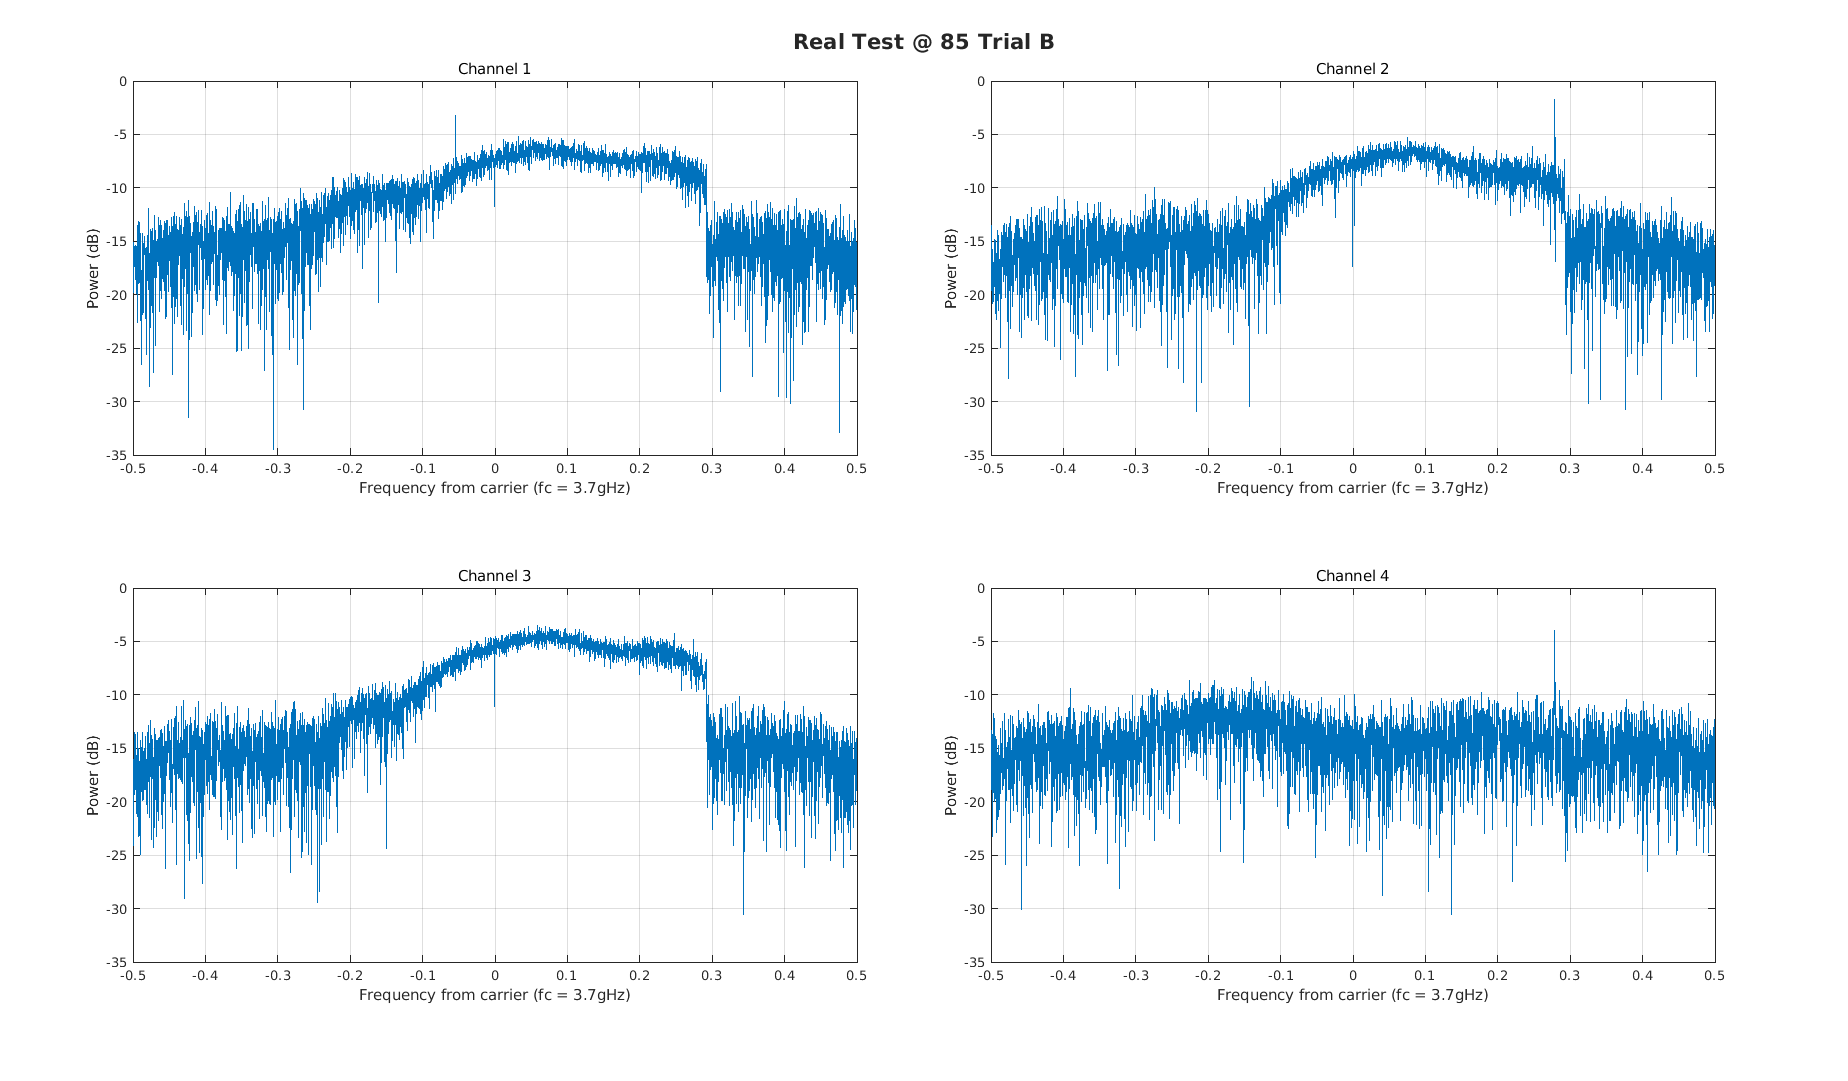 Real Test @ 85 Trial B
Channel 1
0
-5
-10
-15
-20
-25
-30
-35
Power (dB)
-0.5 -0.4 -0.3 -0.2 -0.1 0 0.1 0.2 0.3 0.4 0.5
Frequency from carrier (fc = 3.7gHz)
Channel 2
0
-5
-10
-15
-20
-25
-30
-35
Power (dB)
-0.5 -0.4 -0.3 -0.2 -0.1 0 0.1 0.2 0.3 0.4 0.5
Frequency from carrier (fc = 3.7gHz)
Channel 3
0
-5
-10
-15
-20
-25
-30
-35
Power (dB)
-0.5 -0.4 -0.3 -0.2 -0.1 0 0.1 0.2 0.3 0.4 0.5
Frequency from carrier (fc = 3.7gHz)
Channel 4
0
-5
-10
-15
-20
-25
-30
-35
Power (dB)
-0.5 -0.4 -0.3 -0.2 -0.1 0 0.1 0.2 0.3 0.4 0.5
Frequency from carrier (fc = 3.7gHz)